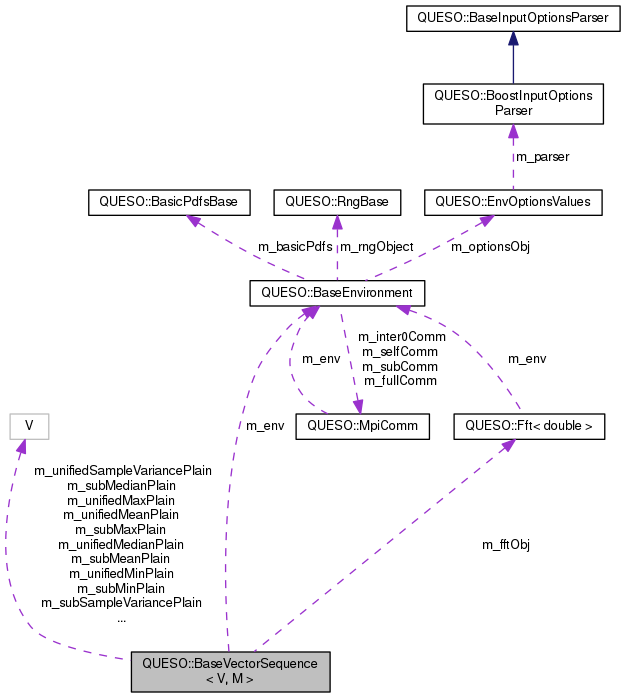 QUESO::BaseInputOptionsParser
QUESO::BoostInputOptions
Parser
m_parser
QUESO::BasicPdfsBase
QUESO::RngBase
QUESO::EnvOptionsValues
m_basicPdfs
m_rngObject
m_optionsObj
QUESO::BaseEnvironment
m_inter0Comm
m_selfComm
m_subComm
m_fullComm
m_env
m_env
V
m_env
QUESO::MpiComm
QUESO::Fft< double >
m_unifiedSampleVariancePlain
m_subMedianPlain
m_unifiedMaxPlain
m_unifiedMeanPlain
m_subMaxPlain
m_unifiedMedianPlain
m_subMeanPlain
m_unifiedMinPlain
m_subMinPlain
m_subSampleVariancePlain
...
m_fftObj
QUESO::BaseVectorSequence
< V, M >